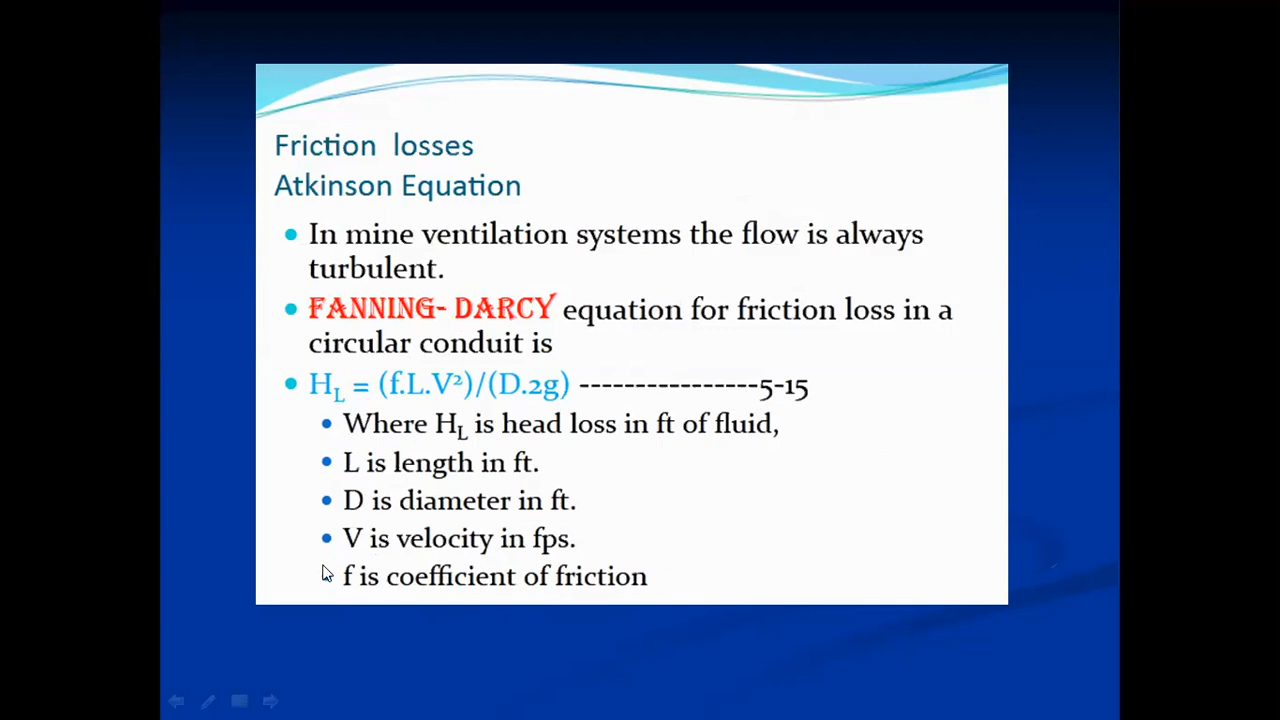 Friction losses
Atkinson Equation
In mine ventilation systems the flow is always
turbulent.
FANNING- DARCY equation for friction loss in a
circular conduit is
H_L = (f.L.V²)/(D.2g) ----------------5-15
Where H_L is head loss in ft of fluid,
L is length in ft.
D is diameter in ft.
V is velocity in fps.
f is coefficient of friction